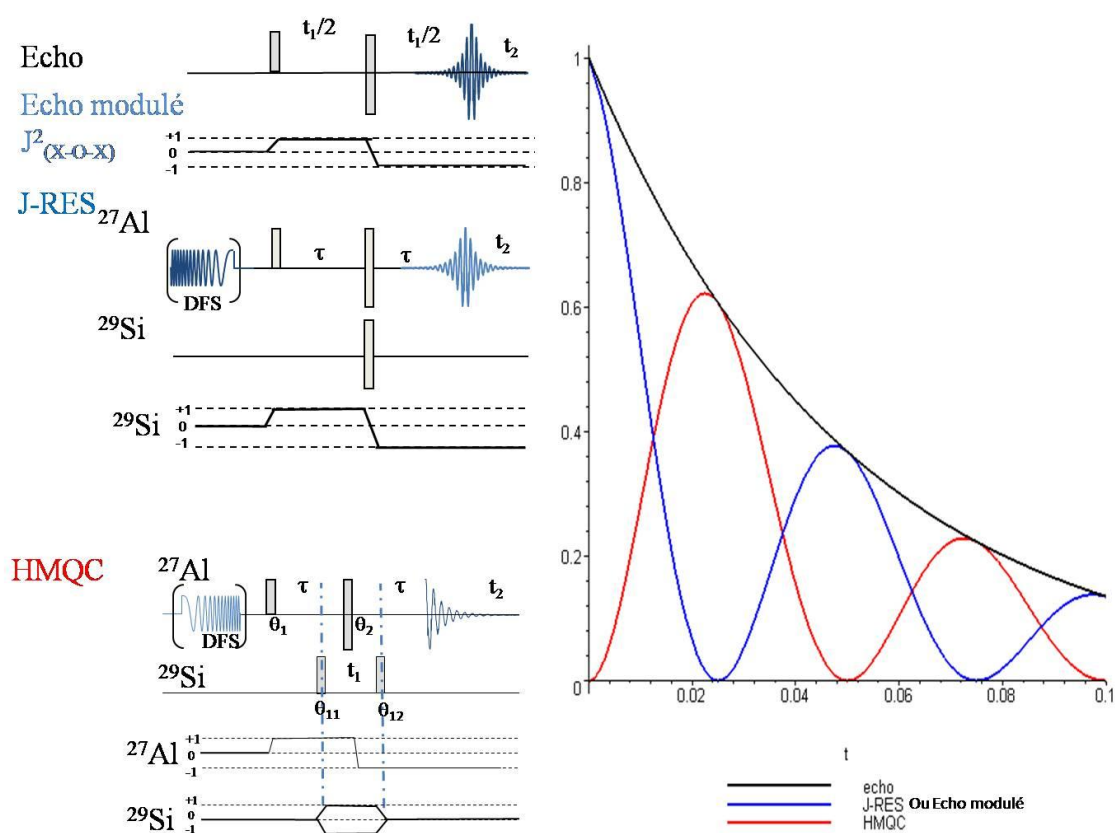 Echo
t1/2
t1/2
t2
Echo modulé
J2(X-O-X)
+1
0
-1
J-RES
27Al
τ
τ
t2
DFS
29Si
29Si
+1
0
-1
HMQC
27Al
τ
τ
t2
DFS
θ1
θ2
29Si
t1
θ11
θ12
27Al
+1
0
-1
29Si
+1
0
-1
1
0.8
0.6
0.4
0.2
0
0.02
0.04
0.06
0.08
0.1
t
echo
J-RES Ou Echo modulé
HMQC